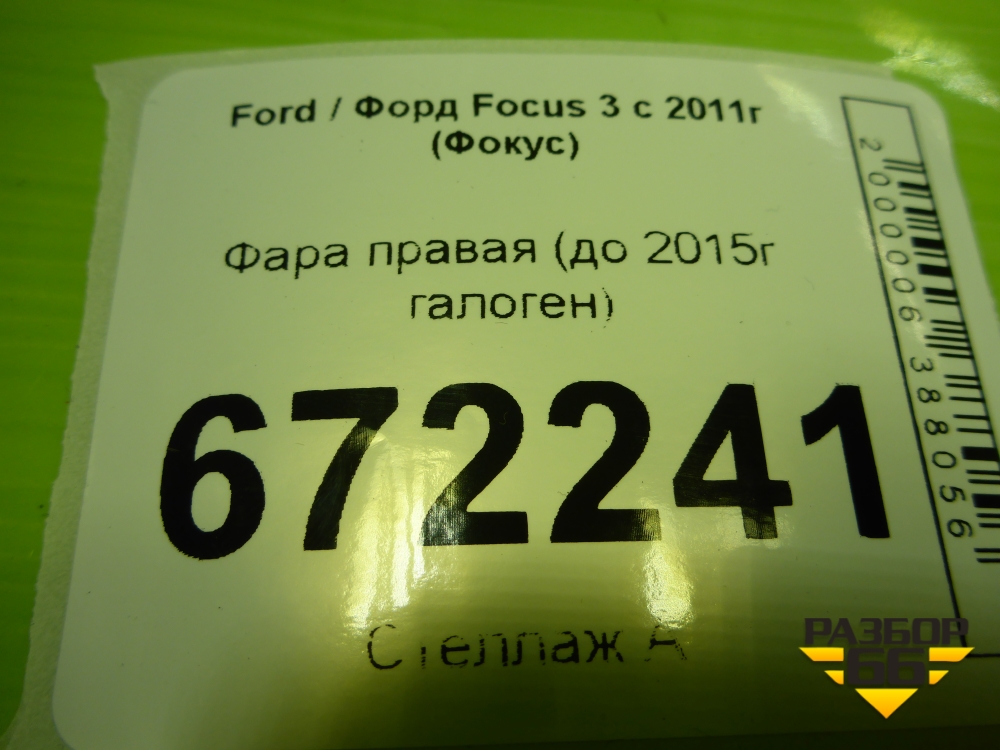 Ford / Форд Focus 3 с 2011г
(Фокус)
Фара правая (до 2015г
галоген)
672241
Стеллаж А
2000006388056
РАЗБОР
66